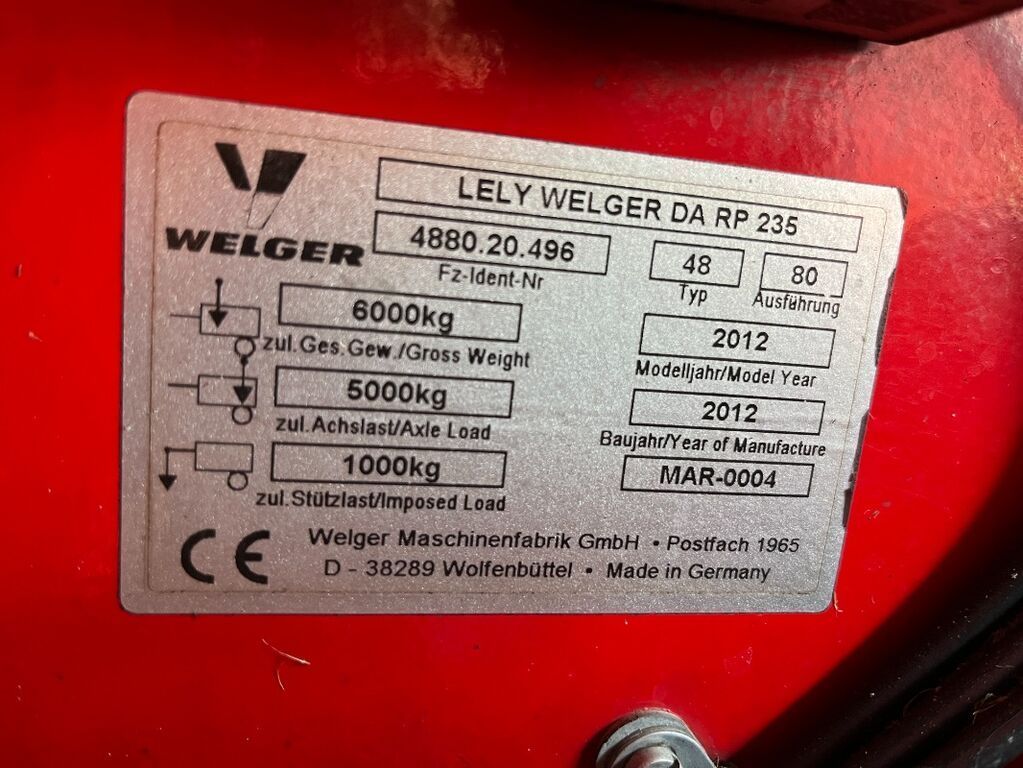 WELGER
LELY WELGER DA RP 235
4880.20.496
Fz-Ident-Nr
48
Typ
80
Ausführung
6000kg
zul.Ges.Gew./Gross Weight
2012
Modelljahr/Model Year
5000kg
zul.Achslast/Axle Load
2012
Baujahr/Year of Manufacture
1000kg
zul.Stützlast/Imposed Load
MAR-0004
CE
Welger Maschinenfabrik GmbH • Postfach 1965
D - 38289 Wolfenbüttel • Made in Germany